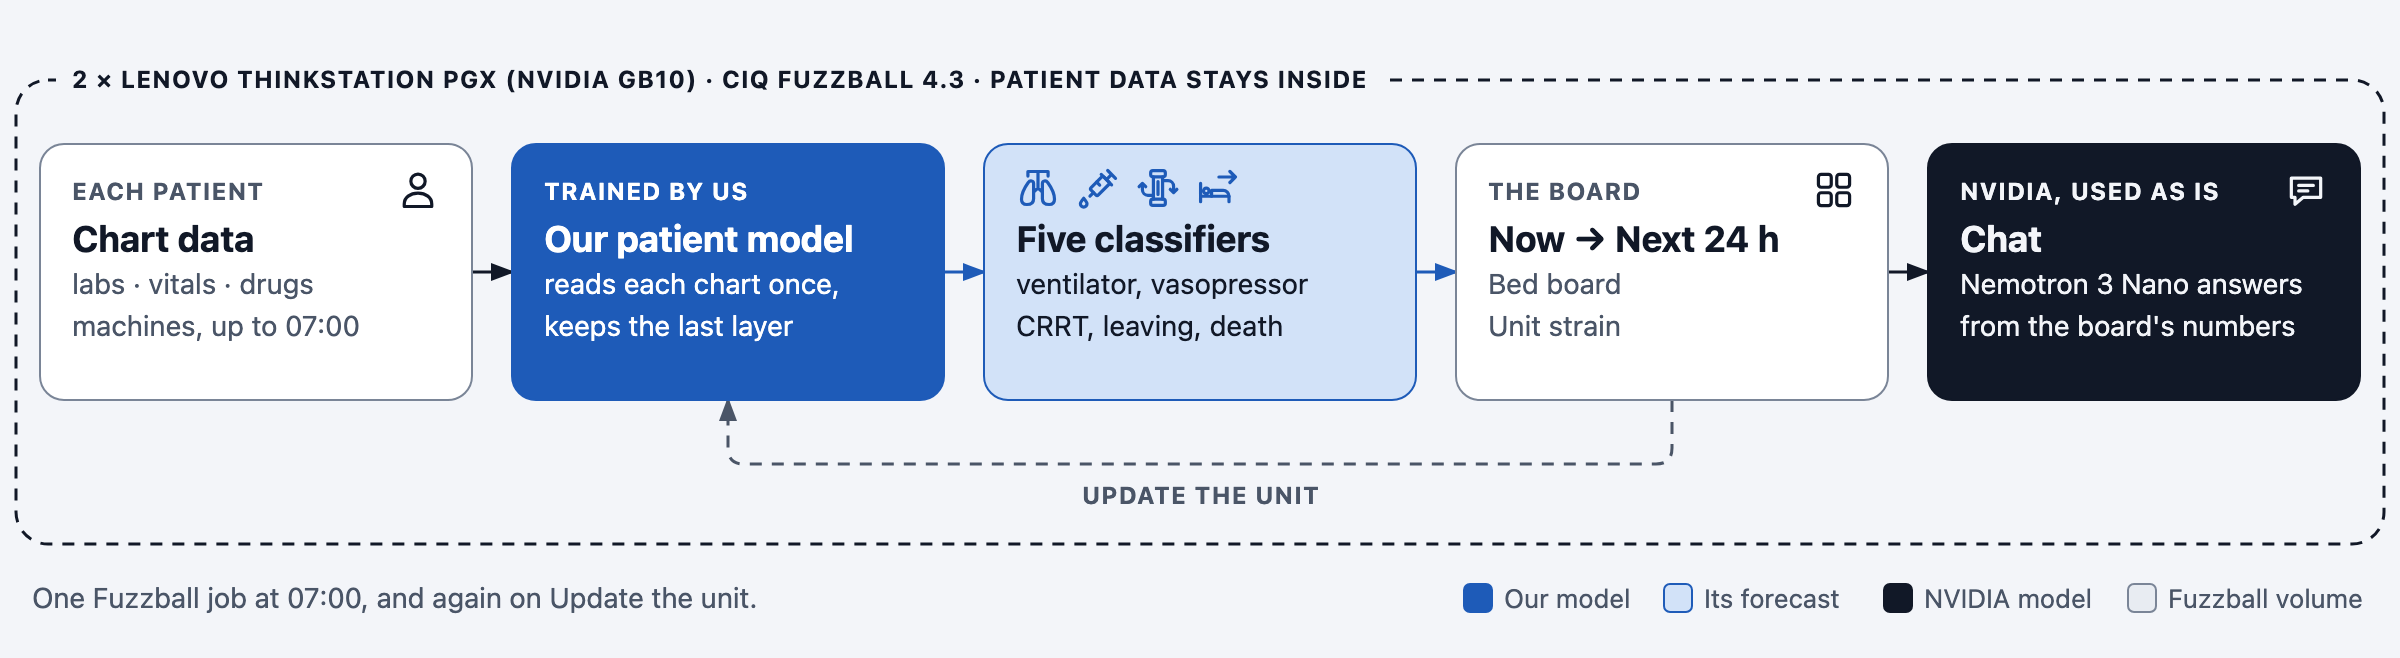 2 × LENOVO THINKSTATION PGX (NVIDIA GB10) · CIQ FUZZBALL 4.3 · PATIENT DATA STAYS INSIDE
EACH PATIENT
Chart data
labs · vitals · drugs
machines, up to 07:00
TRAINED BY US
Our patient model
reads each chart once,
keeps the last layer
Five classifiers
ventilator, vasopressor
CRRT, leaving, death
THE BOARD
Now → Next 24 h
Bed board
Unit strain
NVIDIA, USED AS IS
Chat
Nemotron 3 Nano answers
from the board's numbers
UPDATE THE UNIT
One Fuzzball job at 07:00, and again on Update the unit.
Our model
Its forecast
NVIDIA model
Fuzzball volume